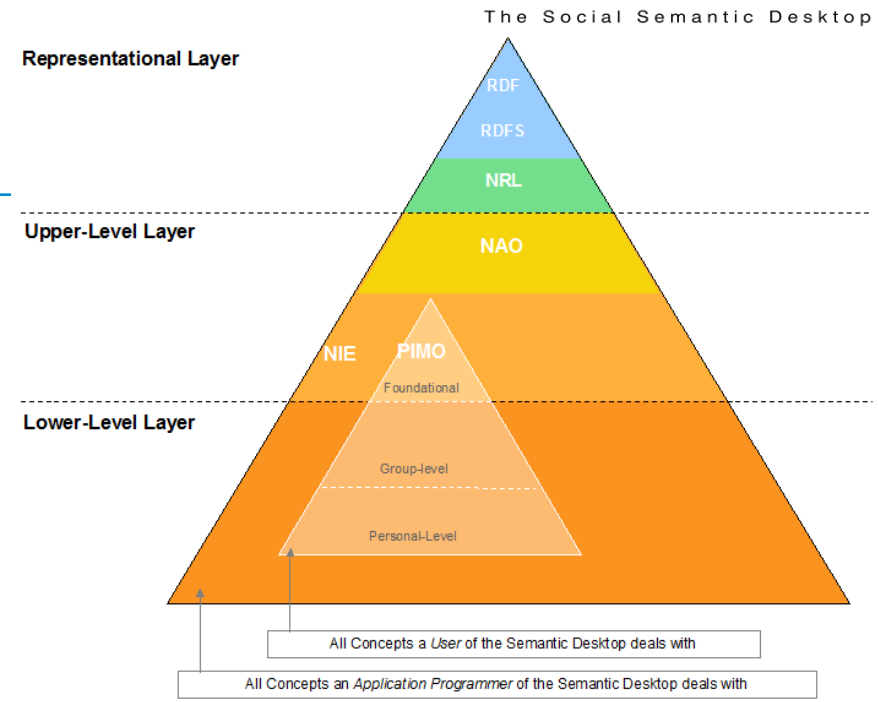 The Social Semantic Desktop
Representational Layer
RDF
RDFS
NRL
Upper-Level Layer
NAO
NIE
PIMO
Foundational
Lower-Level Layer
Group-level
Personal-Level
All Concepts a User of the Semantic Desktop deals with
All Concepts an Application Programmer of the Semantic Desktop deals with